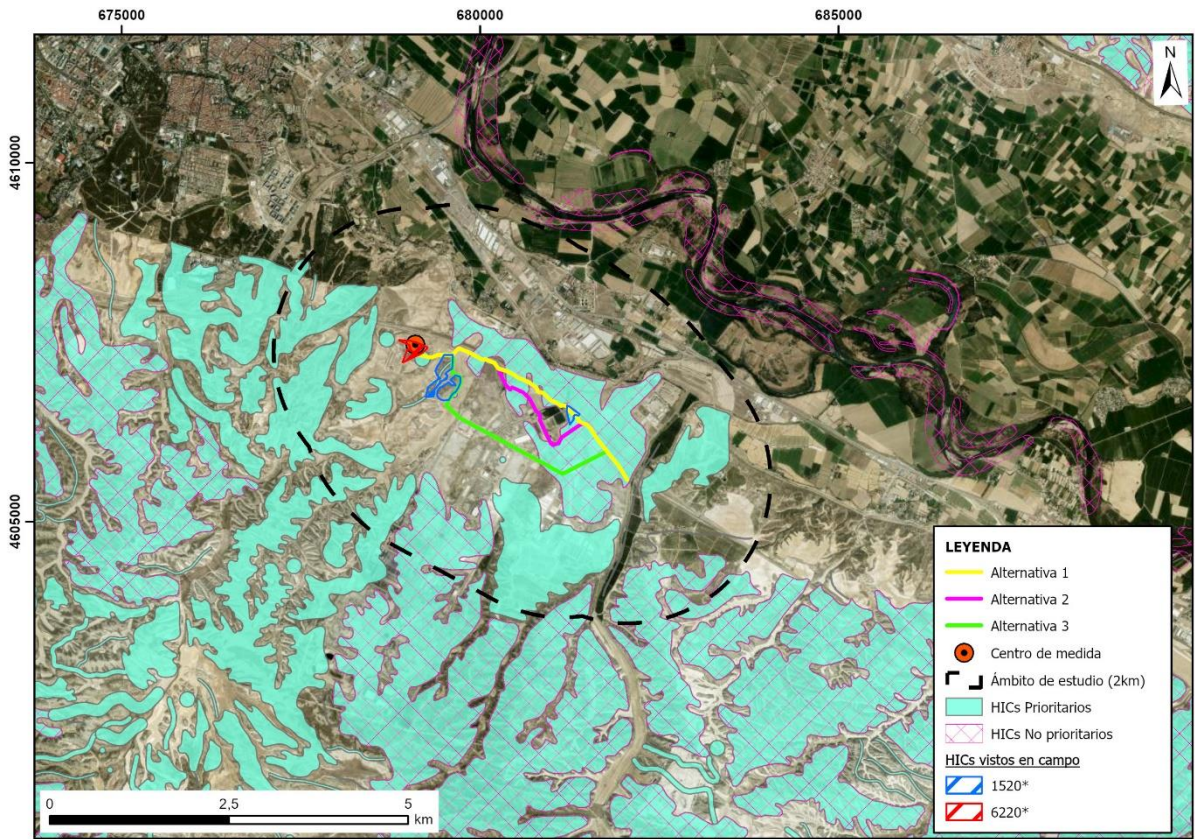 675000
680000
685000
N
4610000
4605000
LEYENDA
Alternativa 1
Alternativa 2
Alternativa 3
Centro de medida
Ámbito de estudio (2km)
HICs Prioritarios
HICs No prioritarios
HICs vistos en campo
1520*
6220*
0
2,5
5
km